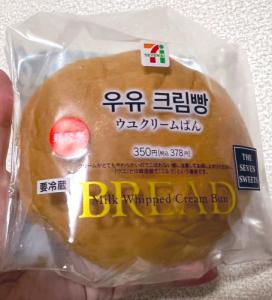 7
ELEVEN
우유 크림빵
ウユクリームぱん
350円(税込378円)
要冷蔵
THE
SEVEN
SWEETS
BREAD
Milk Whipped Cream Bun